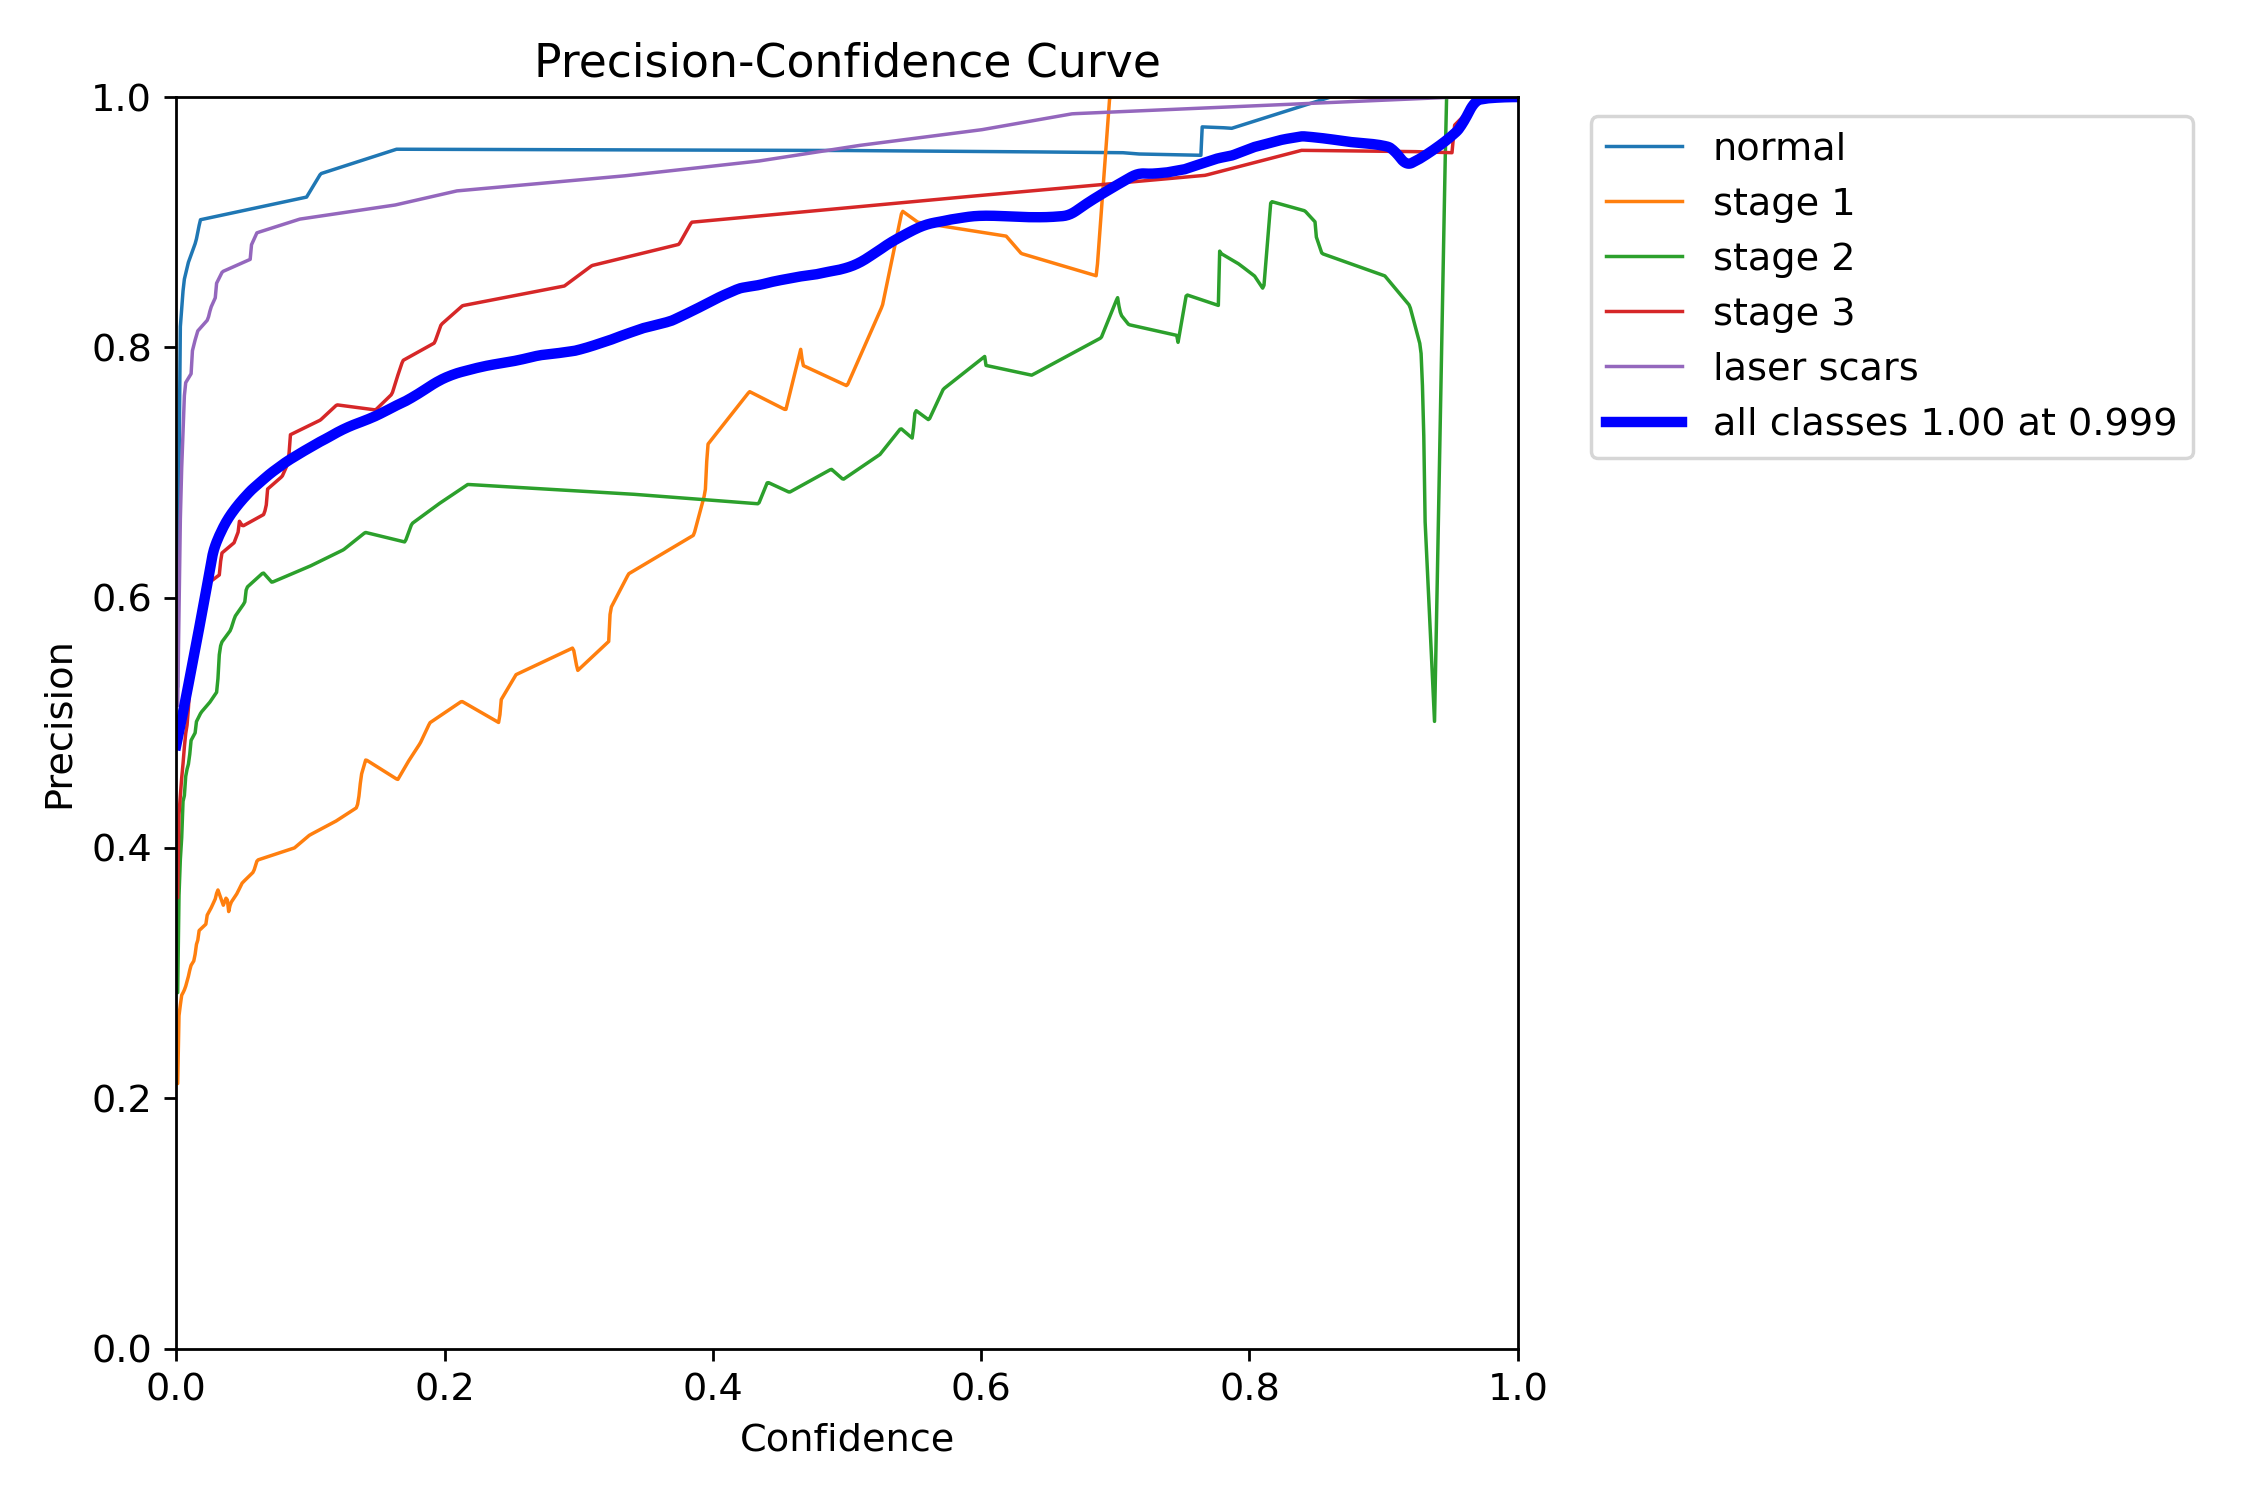 Precision-Confidence Curve
1.0
0.8
0.6
0.4
0.2
0.0
Precision
0.0 0.2 0.4 0.6 0.8 1.0
Confidence
normal
stage 1
stage 2
stage 3
laser scars
all classes 1.00 at 0.999